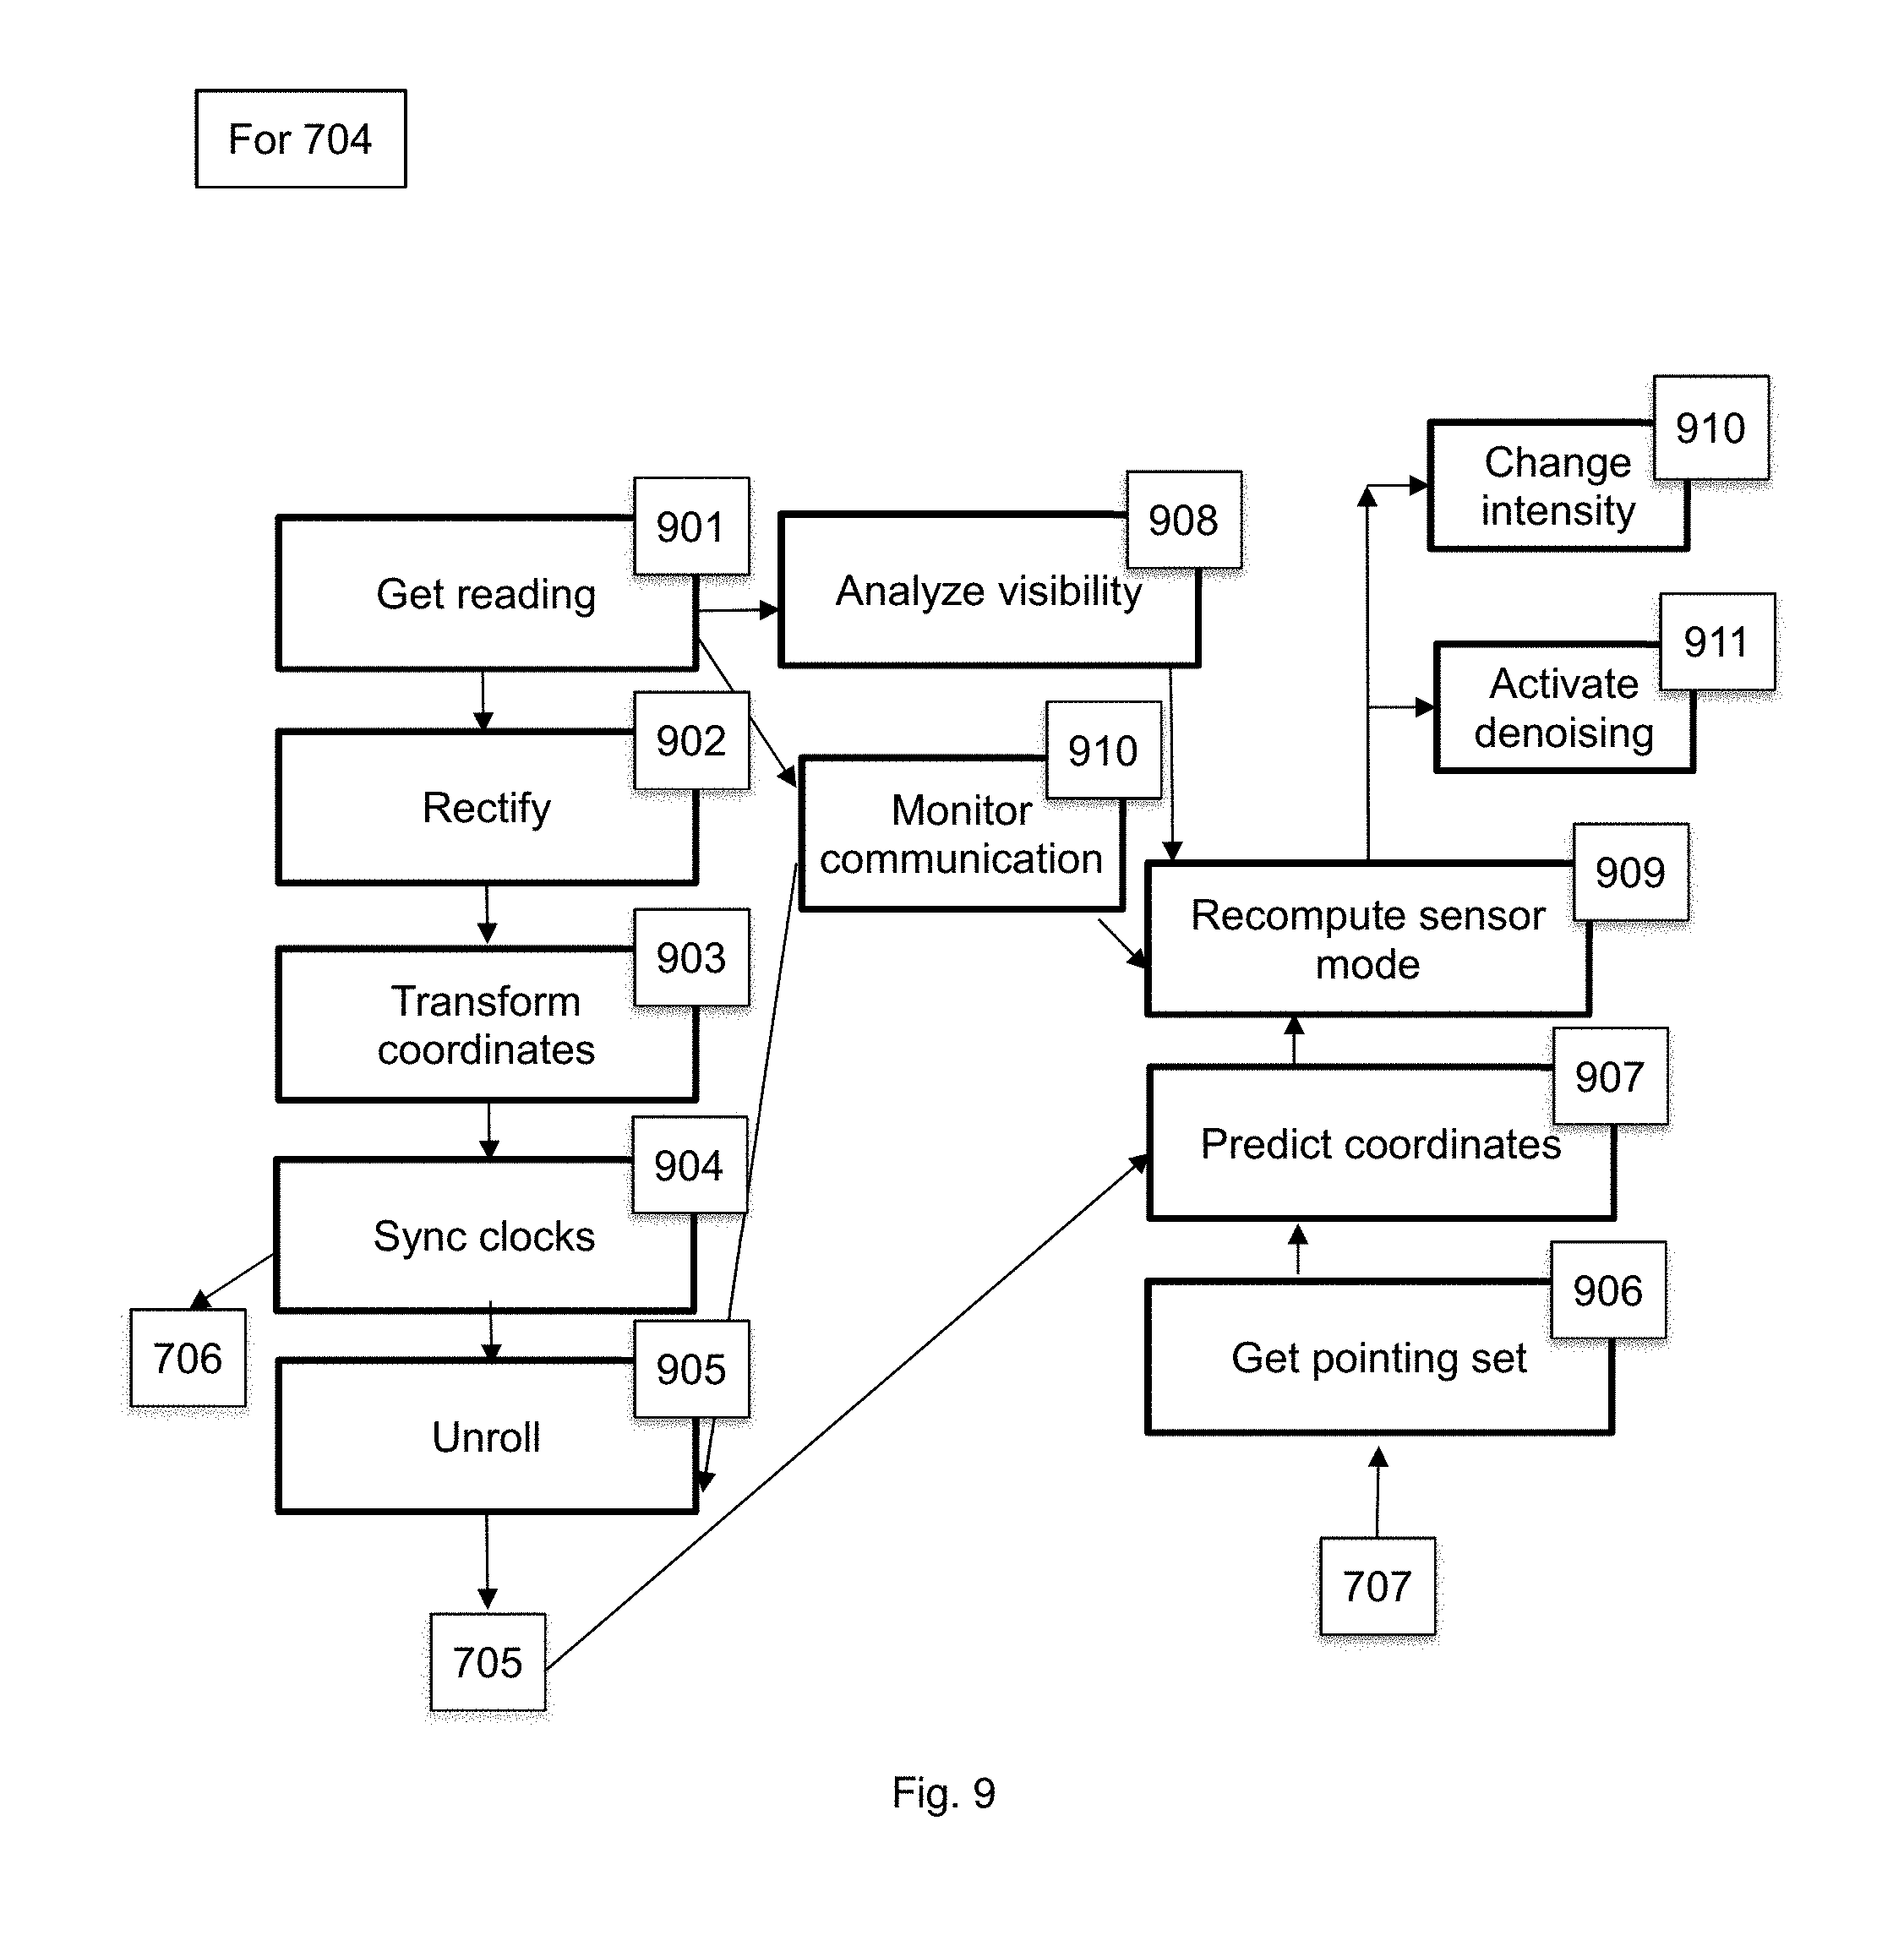 For 704
901
Get reading
908
Analyze visibility
910
Change
intensity
911
Activate
denoising
902
Rectify
910
Monitor
communication
909
Recompute sensor
mode
903
Transform
coordinates
904
Sync clocks
907
Predict coordinates
706
905
Unroll
906
Get pointing set
705
707
Fig. 9